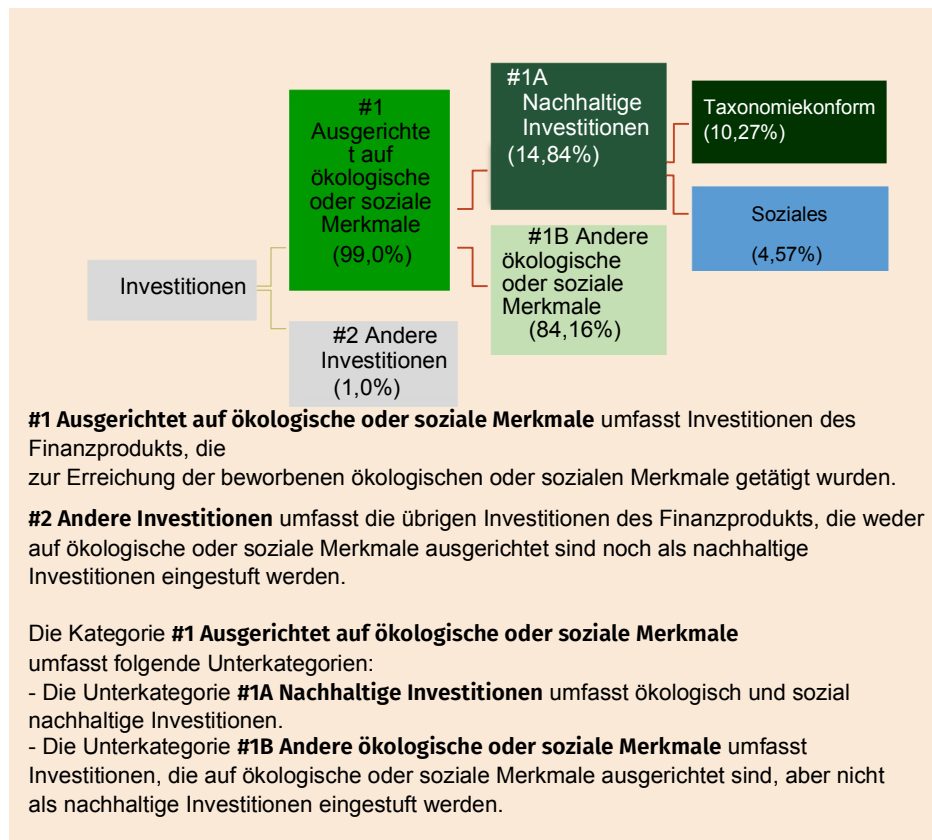 Investitionen
#1
Ausgerichte
t auf
ökologische
oder soziale
Merkmale
(99,0%)
#2 Andere
Investitionen
(1,0%)
#1A
Nachhaltige
Investitionen
(14,84%)
#1B Andere
ökologische
oder soziale
Merkmale
(84,16%)
Taxonomiekonform
(10,27%)
Soziales
(4,57%)
#1 Ausgerichtet auf ökologische oder soziale Merkmale umfasst Investitionen des
Finanzprodukts, die
zur Erreichung der beworbenen ökologischen oder sozialen Merkmale getätigt wurden.
#2 Andere Investitionen umfasst die übrigen Investitionen des Finanzprodukts, die weder
auf ökologische oder soziale Merkmale ausgerichtet sind noch als nachhaltige
Investitionen eingestuft werden.
Die Kategorie #1 Ausgerichtet auf ökologische oder soziale Merkmale
umfasst folgende Unterkategorien:
- Die Unterkategorie #1A Nachhaltige Investitionen umfasst ökologisch und sozial
nachhaltige Investitionen.
- Die Unterkategorie #1B Andere ökologische oder soziale Merkmale umfasst
Investitionen, die auf ökologische oder soziale Merkmale ausgerichtet sind, aber nicht
als nachhaltige Investitionen eingestuft werden.